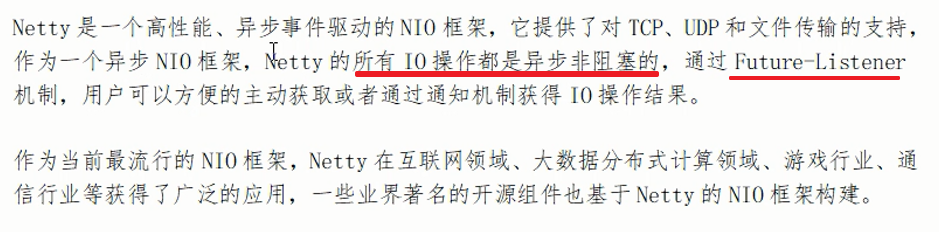 Netty是一个高性能、异步事件驱动的NIO框架，它提供了对TCP、UDP和文件传输的支持，
作为一个异步NIO框架，Netty的所有IO操作都是异步非阻塞的，通过Future-Listener
机制，用户可以方便的主动获取或者通过通知机制获得IO操作结果。
作为当前最流行的NIO框架，Netty在互联网领域、大数据分布式计算领域、游戏行业、通
信行业等获得了广泛的应用，一些业界著名的开源组件也基于Netty的NIO框架构建。